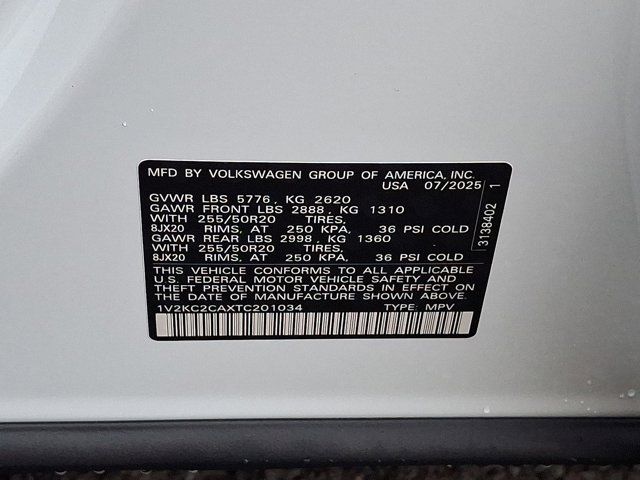 MFD BY VOLKSWAGEN GROUP OF AMERICA, INC.
USA 07/2025
GVWR LBS 5776 , KG 2620
GAWR FRONT LBS 2888 , KG 1310
WITH 255/50R20 TIRES,
8JX20 RIMS, AT 250 KPA, 36 PSI COLD
GAWR REAR LBS 2998 , KG 1360
WITH 255/50R20 TIRES,
8JX20 RIMS, AT 250 KPA, 36 PSI COLD
THIS VEHICLE CONFORMS TO ALL APPLICABLE
U.S. FEDERAL MOTOR VEHICLE SAFETY AND
THEFT PREVENTION STANDARDS IN EFFECT ON
THE DATE OF MANUFACTURE SHOWN ABOVE.
1V2KC2CAXTC201034 TYPE: MPV
3138402 1